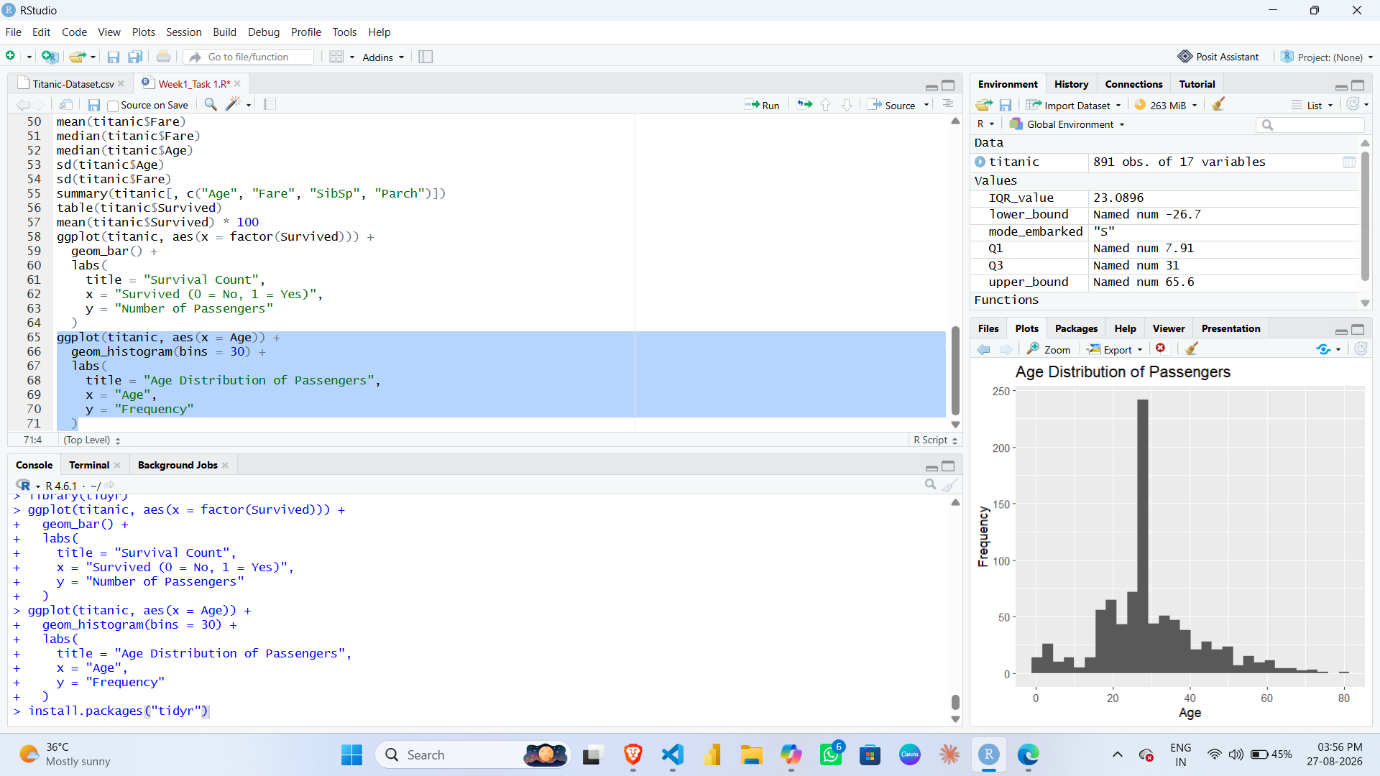 RStudio
File Edit Code View Plots Session Build Debug Profile Tools Help
Go to file/function Addins Posit Assistant Project: (None)
Titanic-Dataset.csv Week1_Task 1.R*
Source on Save Run Source
50 mean(titanic$Fare)
51 median(titanic$Fare)
52 median(titanic$Age)
53 sd(titanic$Age)
54 sd(titanic$Fare)
55 summary(titanic[, c("Age", "Fare", "SibSp", "Parch")])
56 table(titanic$Survived)
57 mean(titanic$Survived) * 100
58 ggplot(titanic, aes(x = factor(Survived))) +
59 geom_bar() +
60 labs(
61 title = "Survival Count",
62 x = "Survived (0 = No, 1 = Yes)",
63 y = "Number of Passengers"
64 )
65 ggplot(titanic, aes(x = Age)) +
66 geom_histogram(bins = 30) +
67 labs(
68 title = "Age Distribution of Passengers",
69 x = "Age",
70 y = "Frequency"
71 )
71:4 (Top Level) R Script
Console Terminal Background Jobs
R 4.6.1 · ~/
> library(tidyr)
> ggplot(titanic, aes(x = factor(Survived))) +
+ geom_bar() +
+ labs(
+ title = "Survival Count",
+ x = "Survived (0 = No, 1 = Yes)",
+ y = "Number of Passengers"
+ )
> ggplot(titanic, aes(x = Age)) +
+ geom_histogram(bins = 30) +
+ labs(
+ title = "Age Distribution of Passengers",
+ x = "Age",
+ y = "Frequency"
+ )
> install.packages("tidyr")
Environment History Connections Tutorial
Import Dataset 263 MiB List
R Global Environment
Data
titanic 891 obs. of 17 variables
Values
IQR_value 23.0896
lower_bound Named num -26.7
mode_embarked "S"
Q1 Named num 7.91
Q3 Named num 31
upper_bound Named num 65.6
Functions
Files Plots Packages Help Viewer Presentation
Zoom Export
Age Distribution of Passengers
250
200
150
100
50
0
Frequency
0 20 40 60 80
Age
36°C
Mostly sunny
Search
6
ENG
IN
45%
03:56 PM
27-08-2026